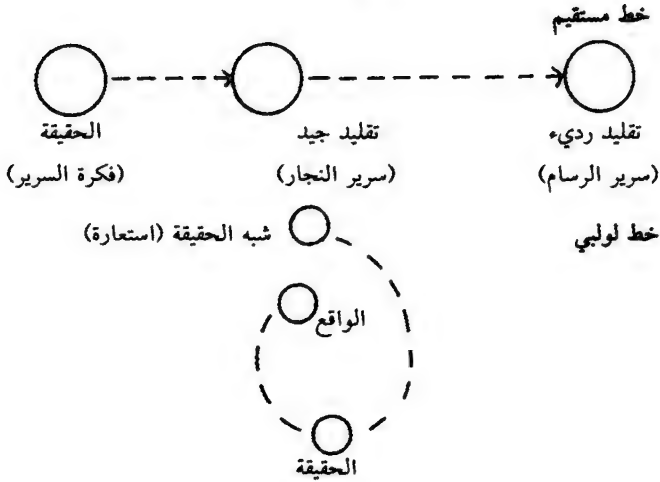 خط مستقيم
الحقيقة تقليد جيد تقليد رديء
(فكرة السرير) (سرير النجار) (سرير الرسام)
خط لولبي
شبه الحقيقة (استعارة)
الواقع
الحقيقة